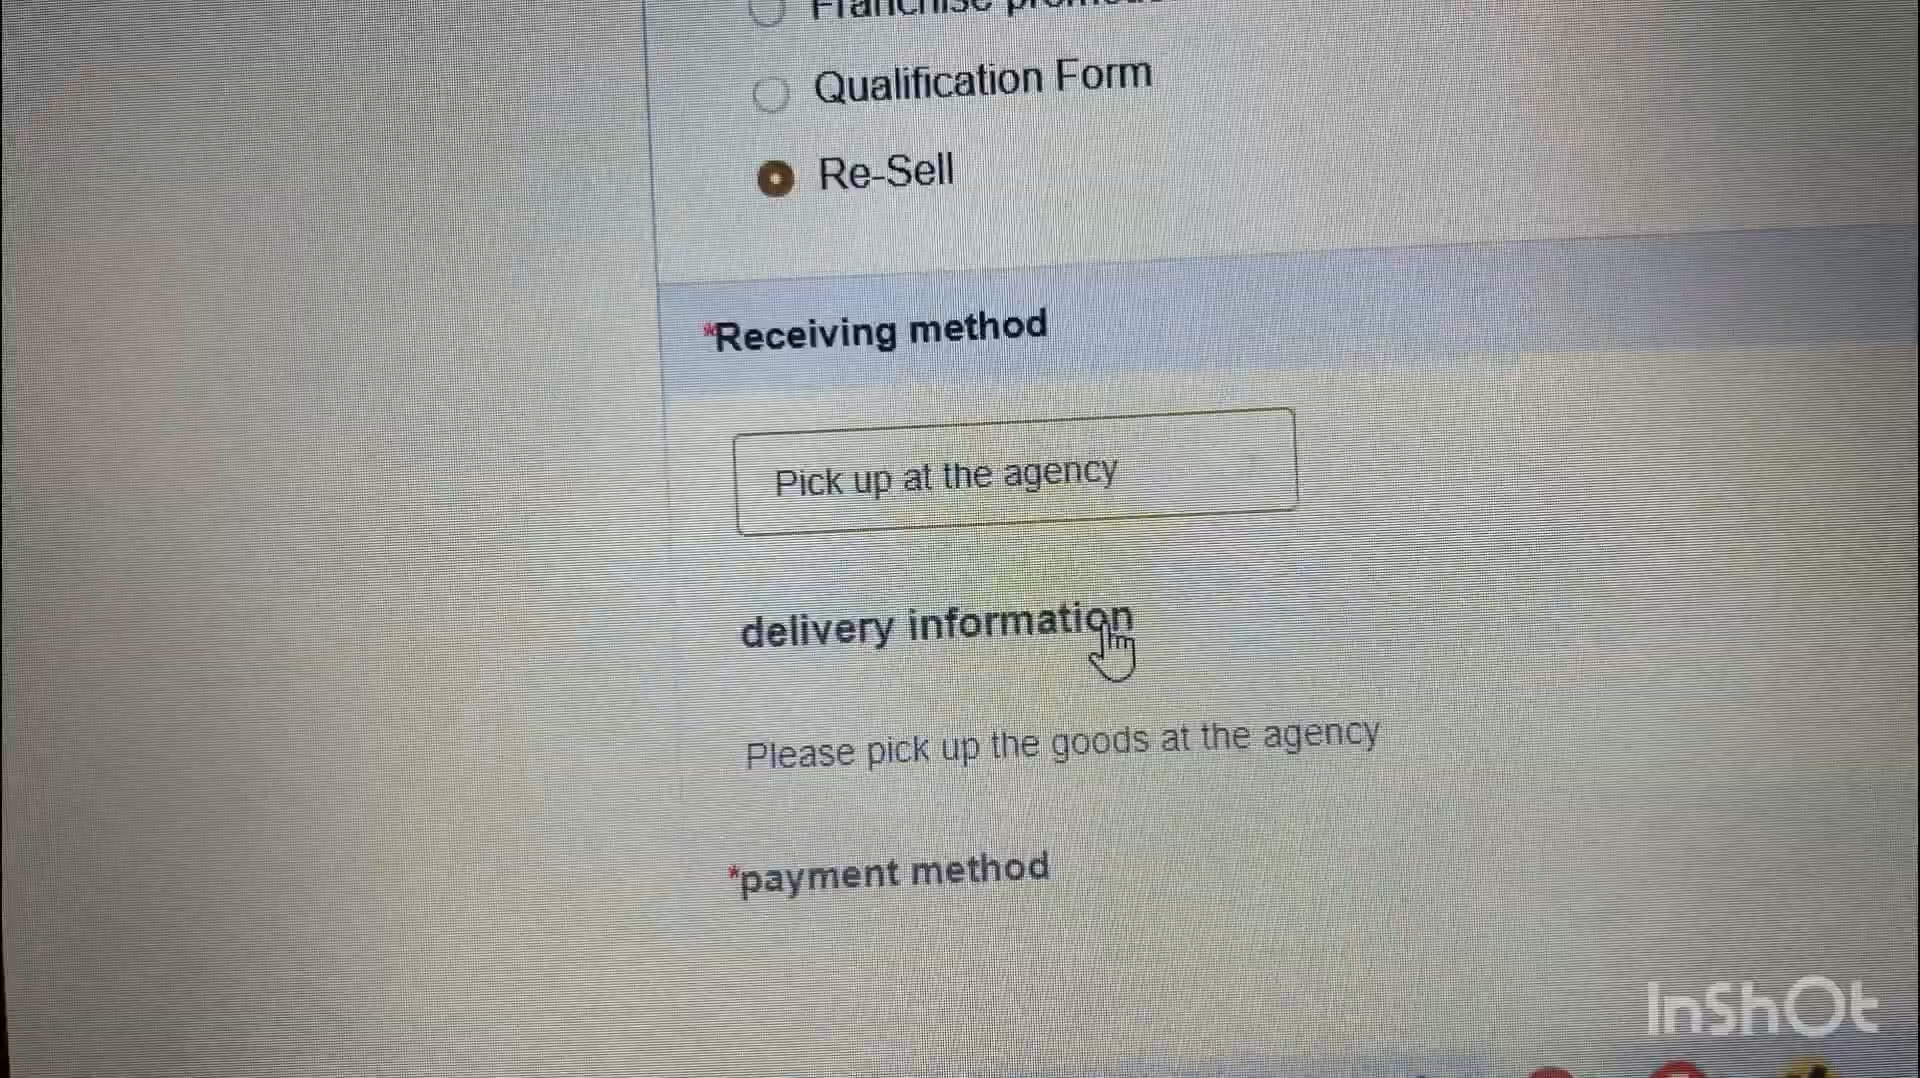 Franchise
Qualification Form
Re-Sell
*Receiving method
Pick up at the agency
delivery information
Please pick up the goods at the agency
*payment method
InShOt